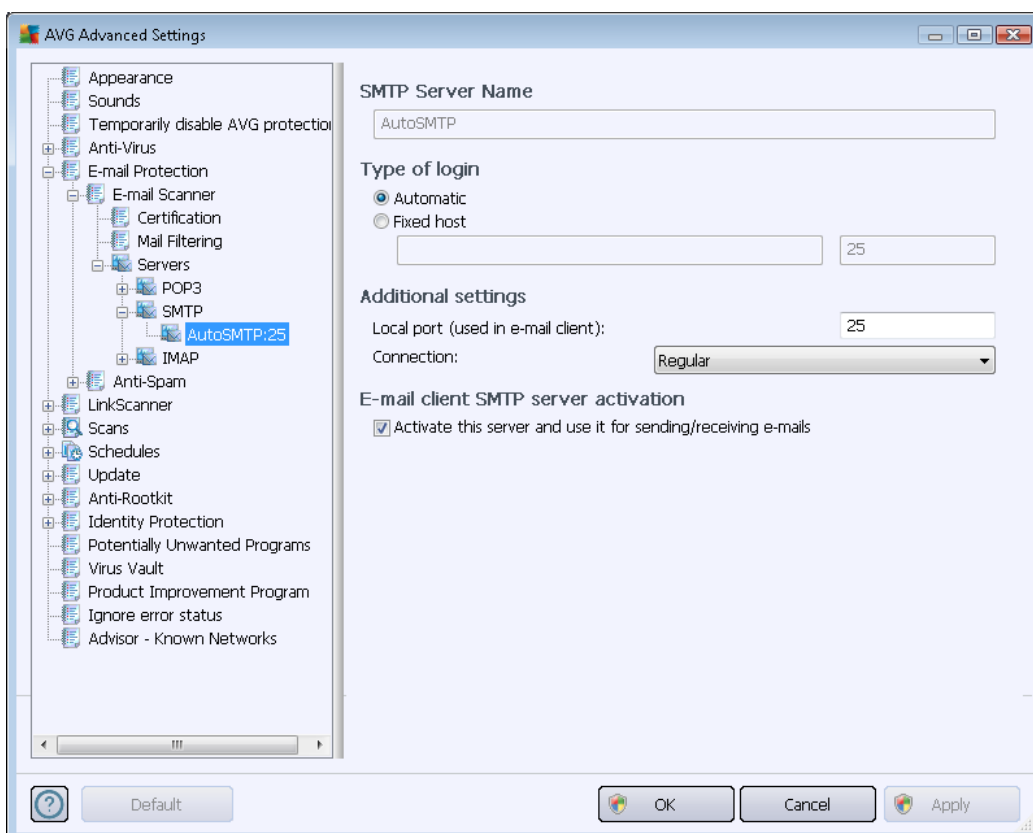 AVG Advanced Settings
Appearance
Sounds
Temporarily disable AVG protection
Anti-Virus
E-mail Protection
E-mail Scanner
Certification
Mail Filtering
Servers
POP3
SMTP
AutoSMTP:25
IMAP
Anti-Spam
LinkScanner
Scans
Schedules
Update
Anti-Rootkit
Identity Protection
Potentially Unwanted Programs
Virus Vault
Product Improvement Program
Ignore error status
Advisor - Known Networks
SMTP Server Name
AutoSMTP
Type of login
Automatic
Fixed host
25
Additional settings
Local port (used in e-mail client):
25
Connection:
Regular
E-mail client SMTP server activation
Activate this server and use it for sending/receiving e-mails
?
Default
OK
Cancel
Apply